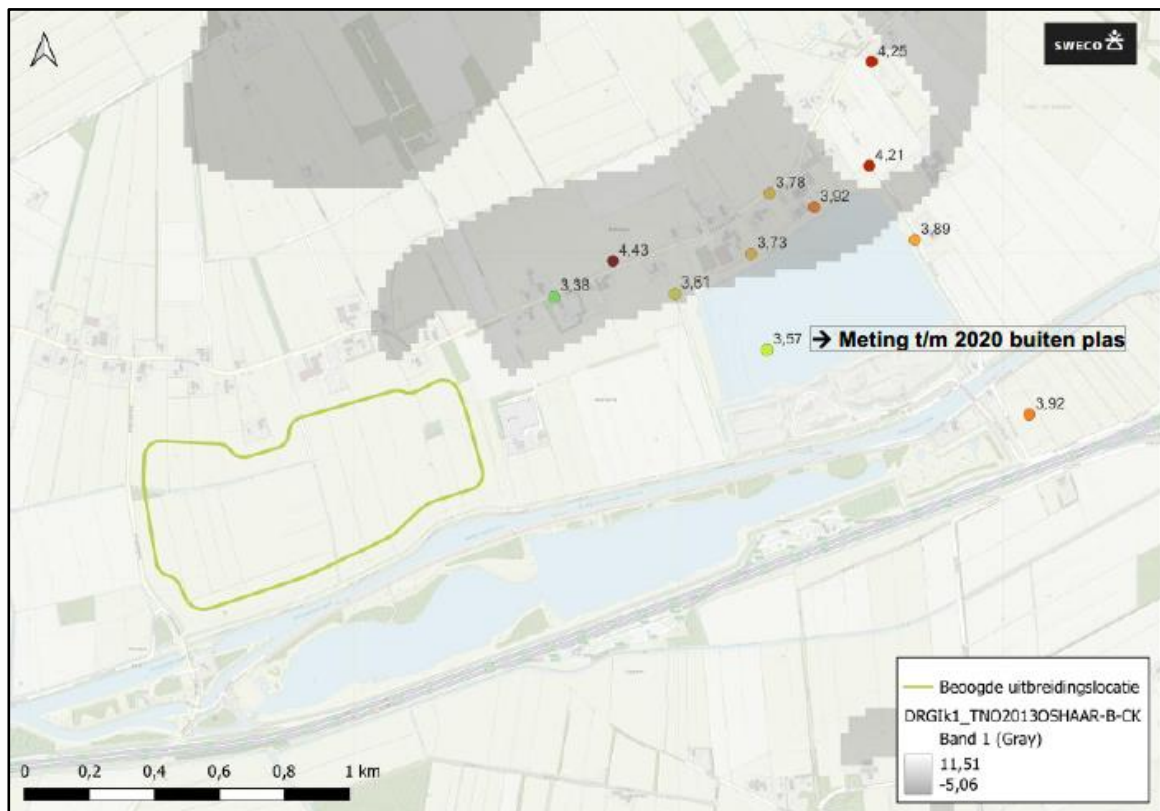 SWECO
4,25
4,21
3,78
3,92
3,89
4,43
3,73
3,38
3,61
3,57
→ Meting t/m 2020 buiten plas
3,92
Beoogde uitbreidingslocatie
DRGIk1_TNO2013OSHAAR-B-CK
Band 1 (Gray)
11,51
-5,06
0 0,2 0,4 0,6 0,8 1 km